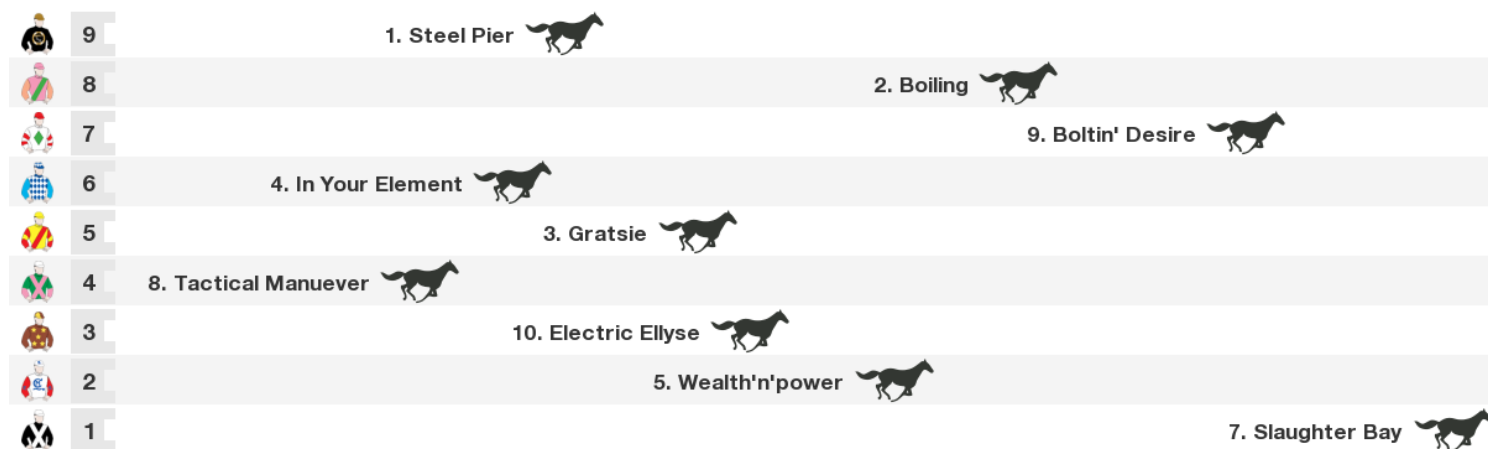 9 1. Steel Pier
8 2. Boiling
7 9. Boltin' Desire
6 4. In Your Element
5 3. Gratsie
4 8. Tactical Manuever
3 10. Electric Ellyse
2 5. Wealth'n'power
1 7. Slaughter Bay